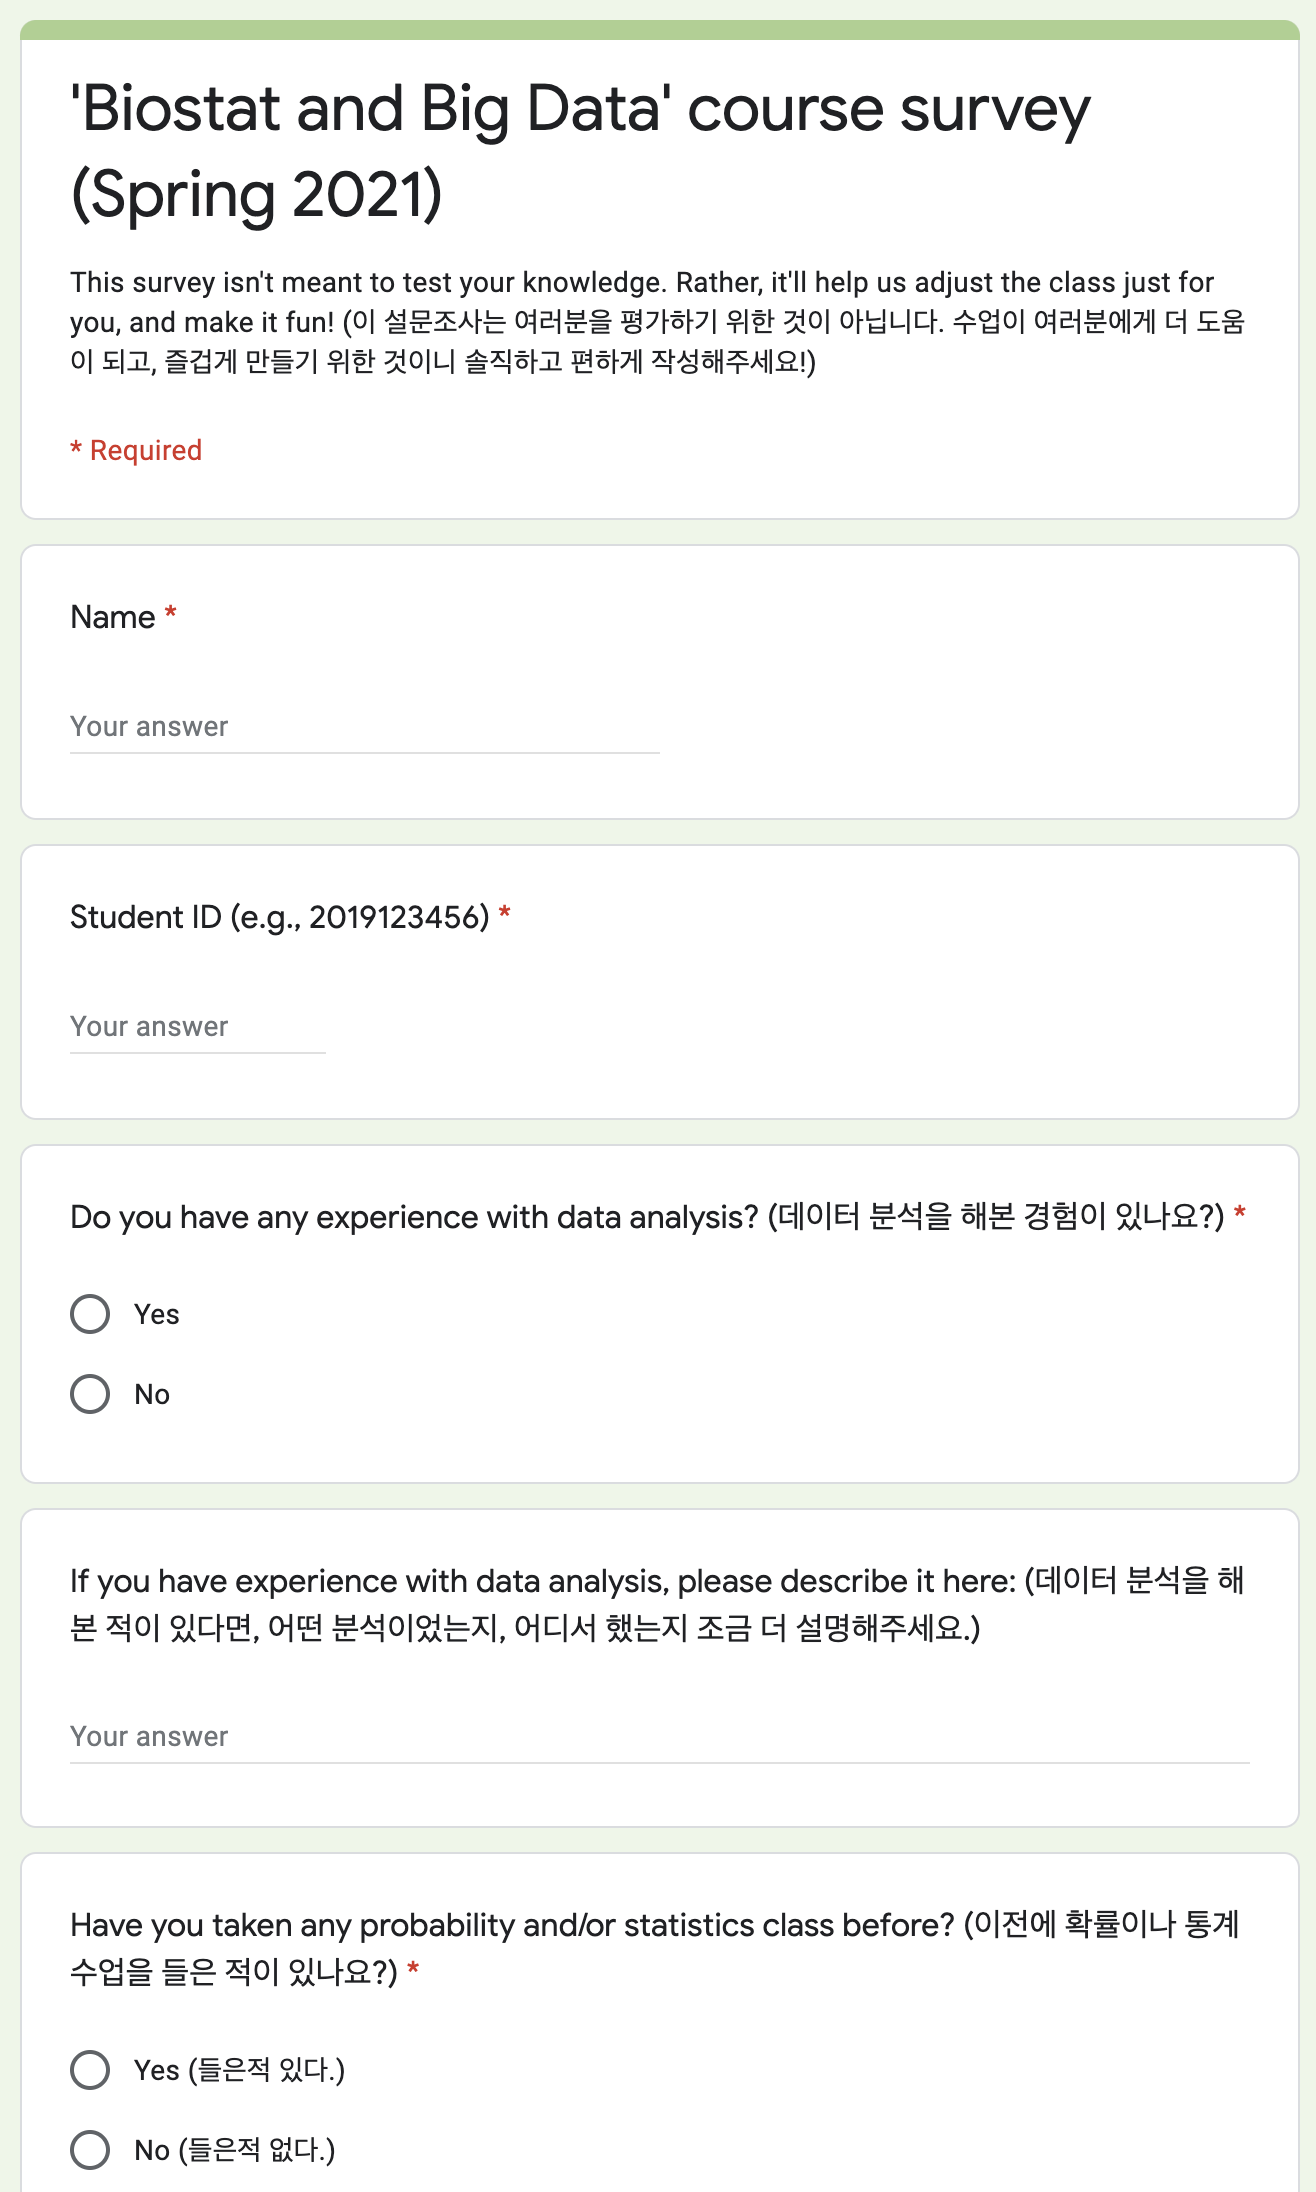 'Biostat and Big Data' course survey
(Spring 2021)
This survey isn't meant to test your knowledge. Rather, it'll help us adjust the class just for
you, and make it fun! (이 설문조사는 여러분을 평가하기 위한 것이 아닙니다. 수업이 여러분에게 더 도움
이 되고, 즐겁게 만들기 위한 것이니 솔직하고 편하게 작성해주세요!)
* Required
Name *
Your answer
Student ID (e.g., 2019123456) *
Your answer
Do you have any experience with data analysis? (데이터 분석을 해본 경험이 있나요?) *
Yes
No
If you have experience with data analysis, please describe it here: (데이터 분석을 해
본 적이 있다면, 어떤 분석이었는지, 어디서 했는지 조금 더 설명해주세요.)
Your answer
Have you taken any probability and/or statistics class before? (이전에 확률이나 통계
수업을 들은 적이 있나요?) *
Yes (들은적 있다.)
No (들은적 없다.)